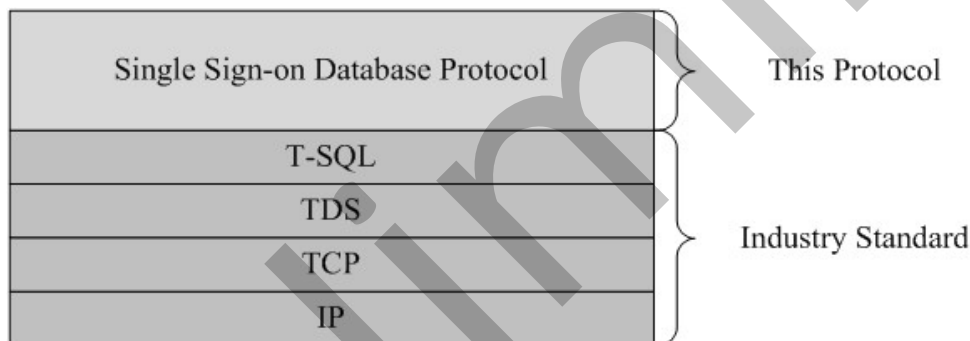 Single Sign-on Database Protocol
This Protocol
T-SQL
TDS
TCP
IP
Industry Standard